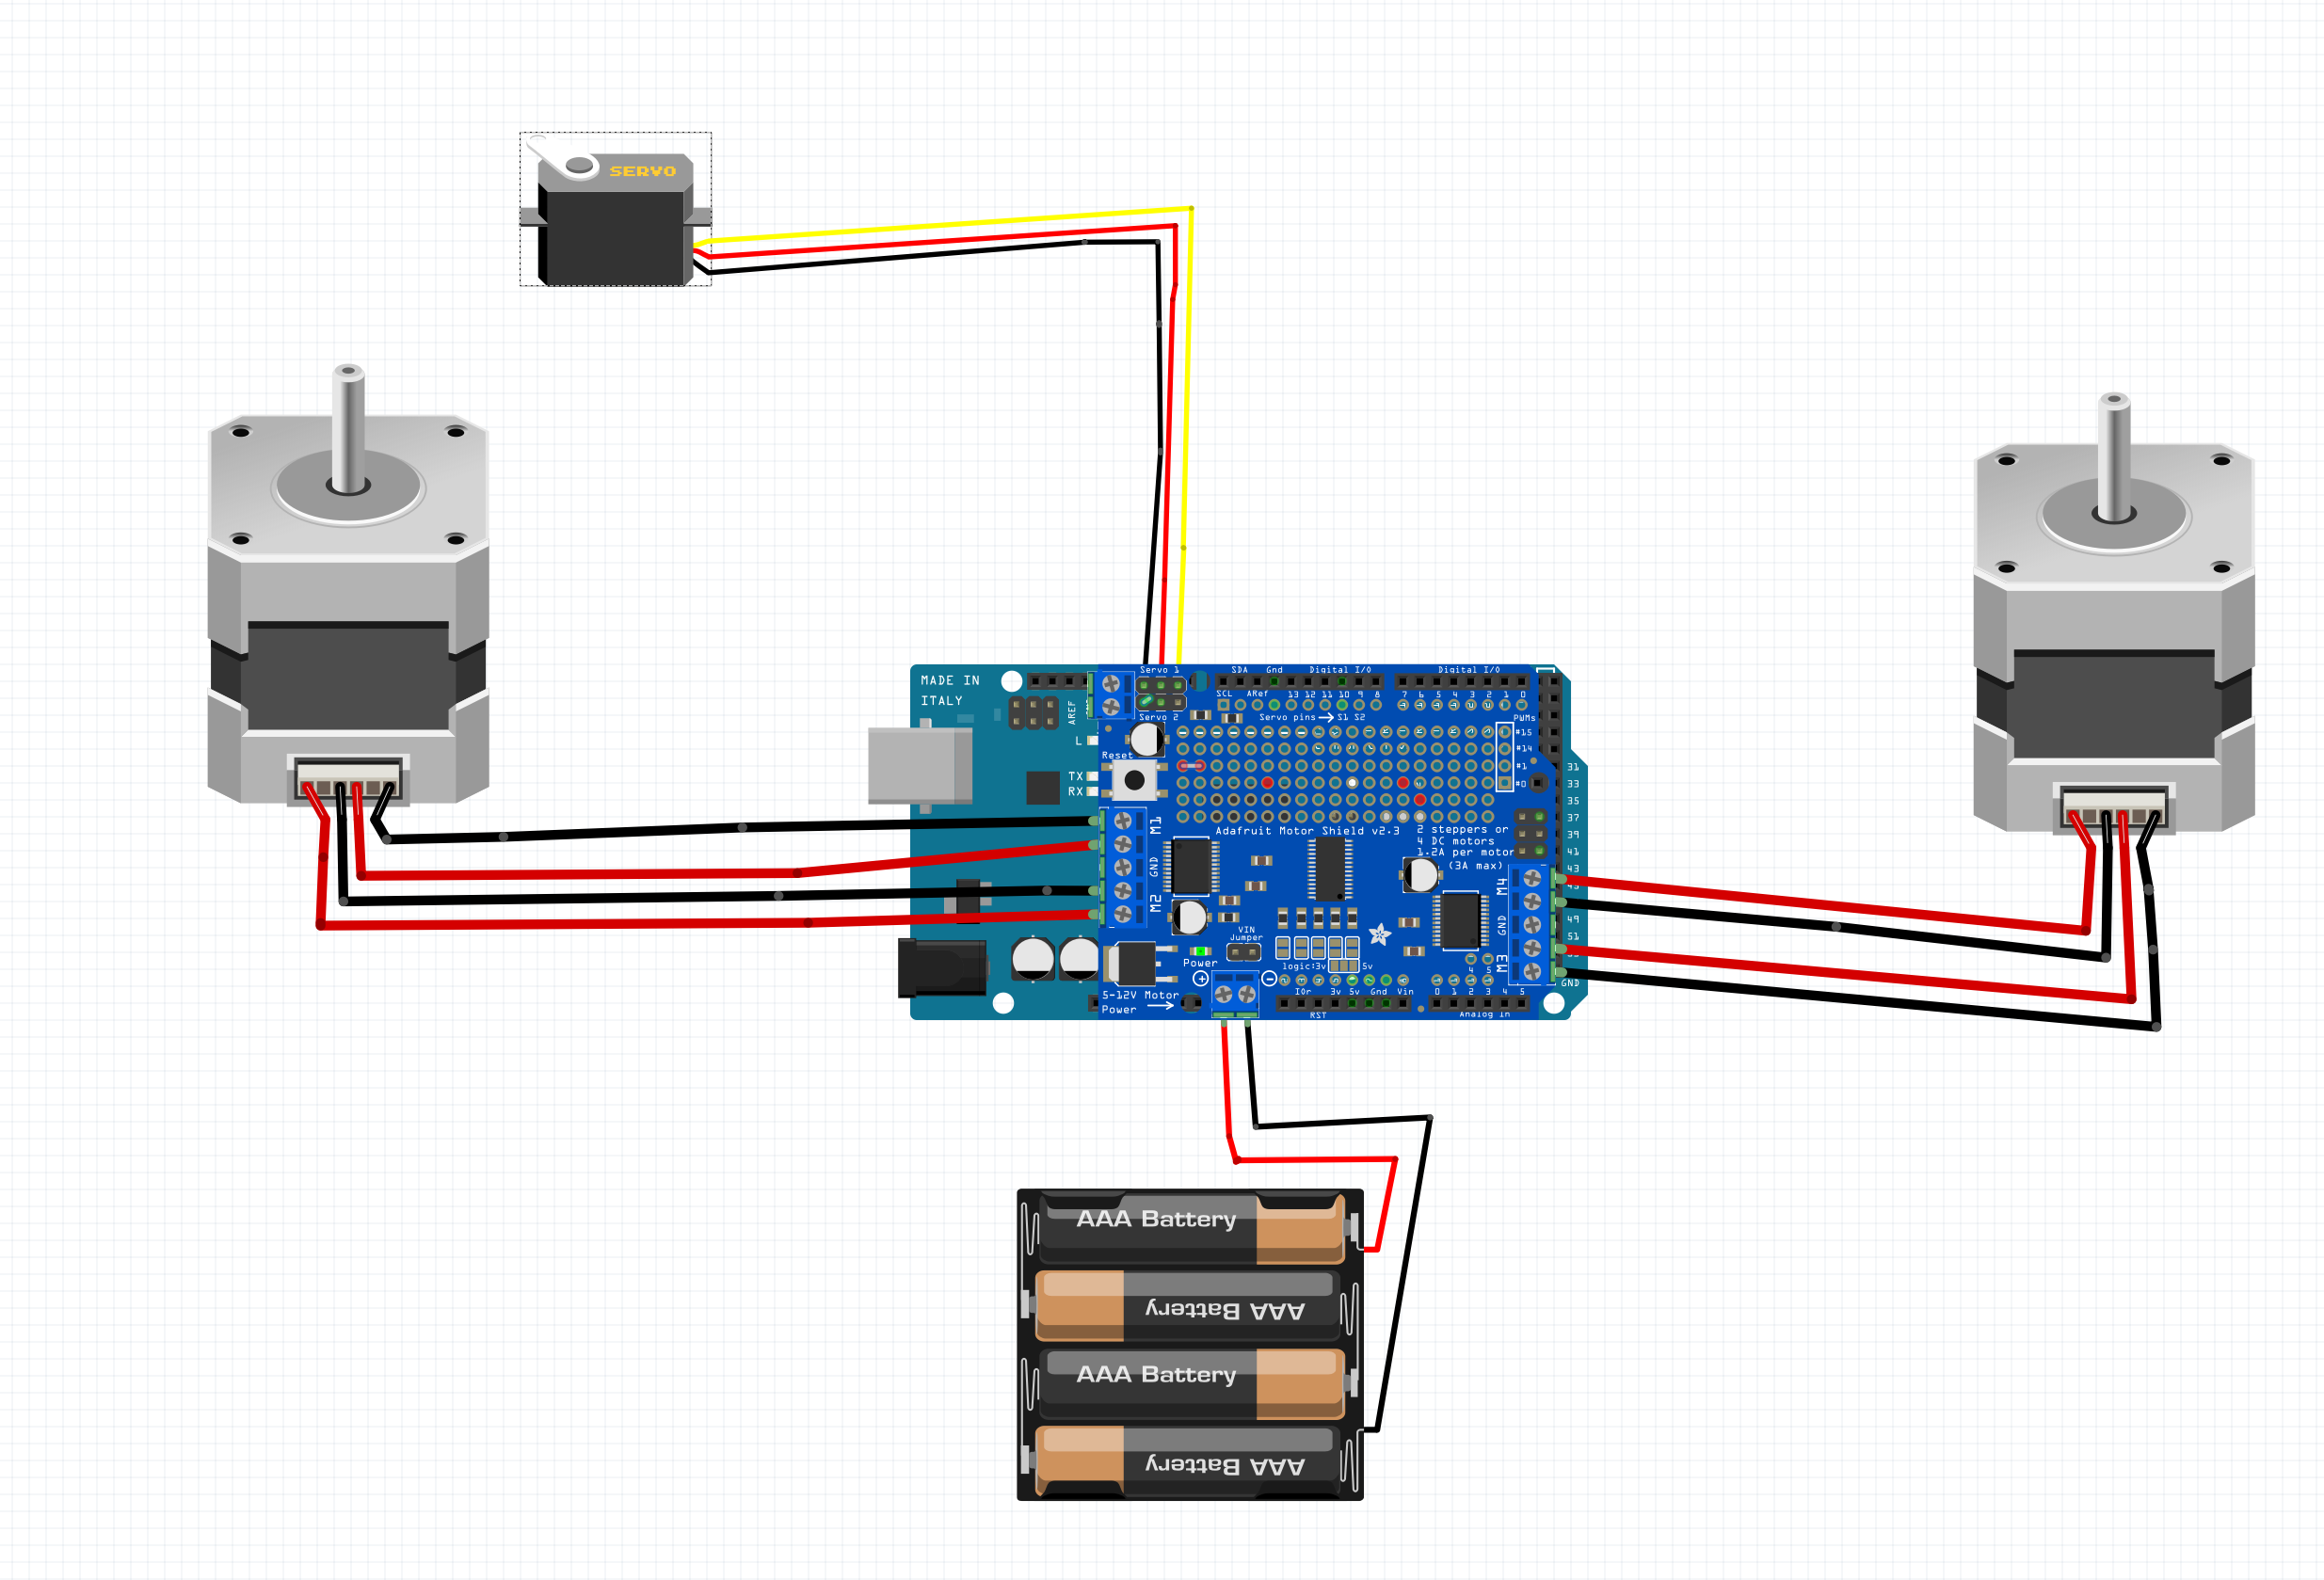 SERVO
MADE IN
ITALY
AREF
L
TX
RX
Servo 1
Servo 2
SDA Gnd Digital I/O Digital I/O
SCL ARef 13 12 11 10 9 8 7 6 5 4 3 2 1 0
Servo pins S1 S2
PWMs
#15
#14
#1
#0
Reset
31
33
35
37
39
41
43
49
51
GND
M1
GND
M2
Adafruit Motor Shield v2.3
2 steppers or
4 DC motors
1.2A per motor
(3A max)
M4
GND
M3
VIN
Jumper
Power
logic:3v 5v
4 5
+ −
5-12V Motor
Power
IOr 3v 5v Gnd Vin 0 1 2 3 4 5
RST Analog In
AAA Battery
AAA Battery
AAA Battery
AAA Battery